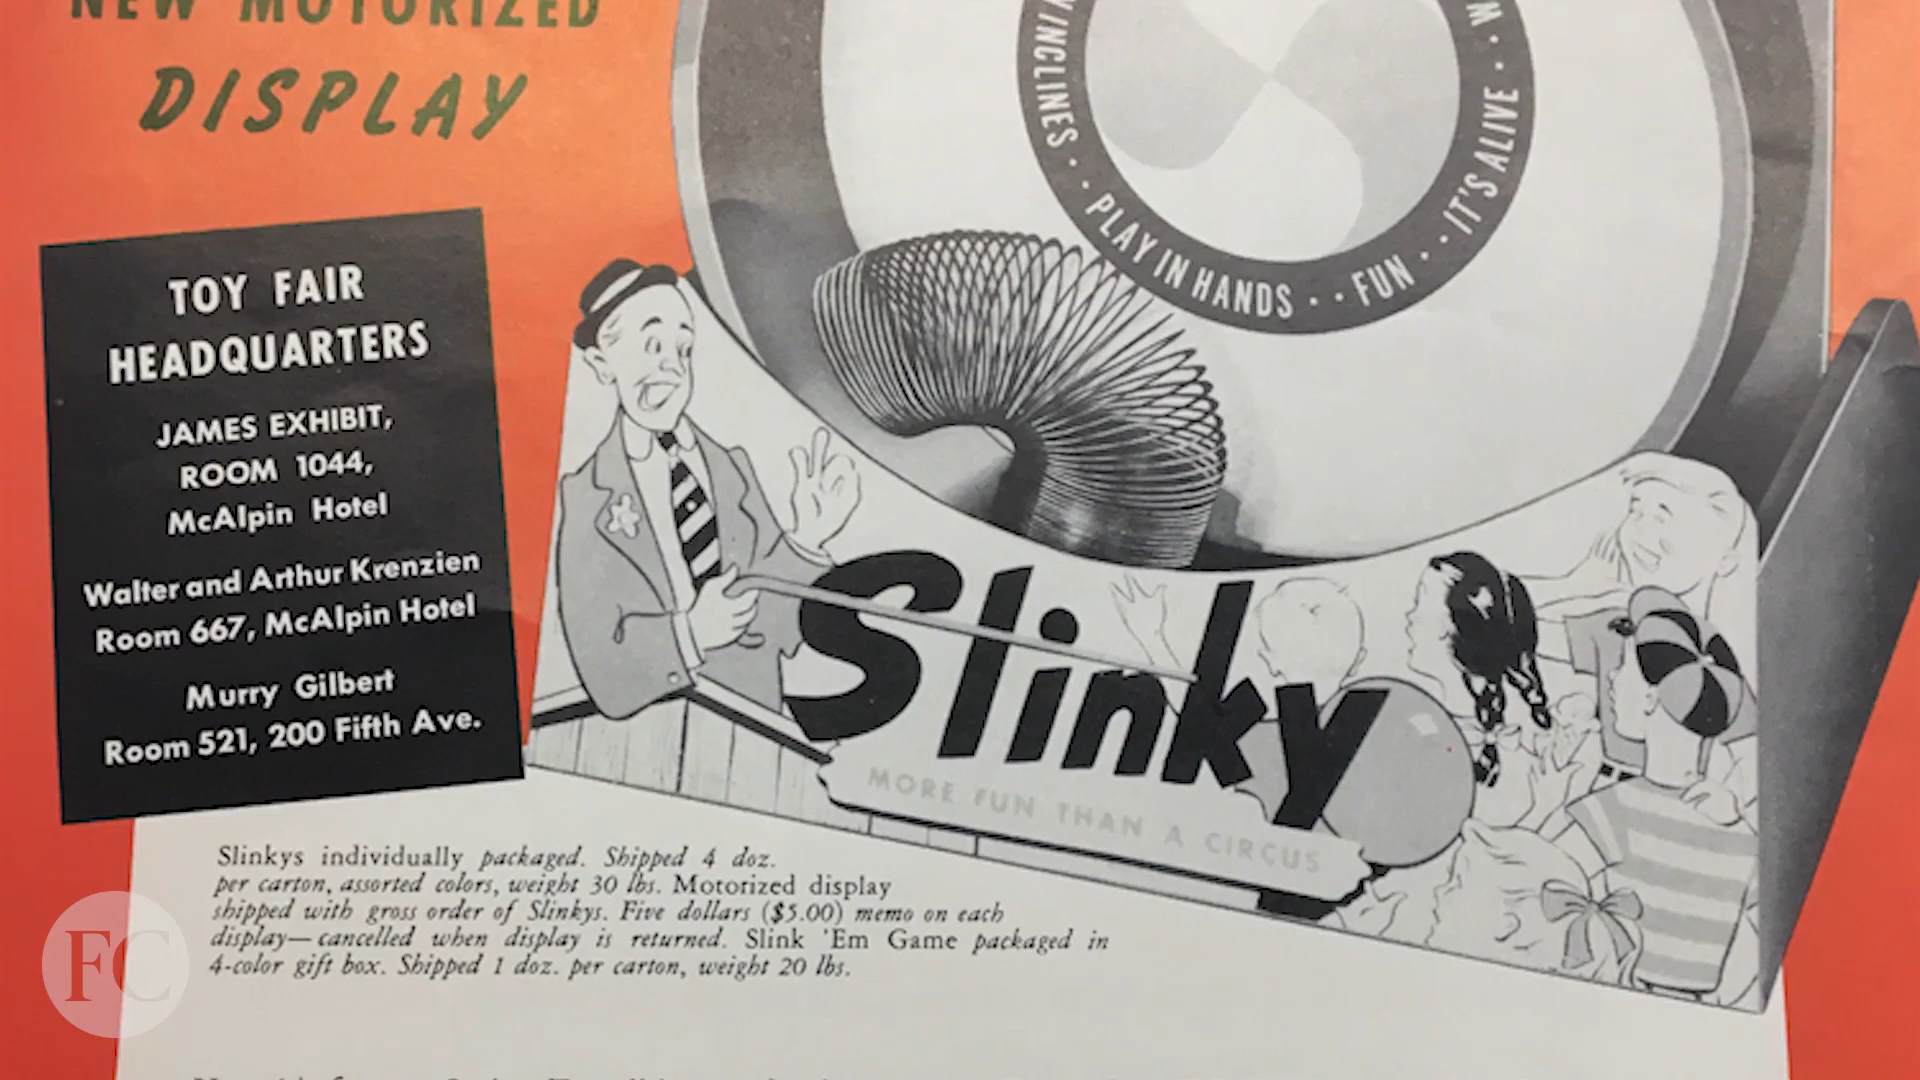 NEW MOTORIZED
DISPLAY
INCLINES · · PLAY IN HANDS · · FUN · · IT'S ALIVE · · W
TOY FAIR
HEADQUARTERS
JAMES EXHIBIT,
ROOM 1044,
McAlpin Hotel
Walter and Arthur Krenzien
Room 667, McAlpin Hotel
Murry Gilbert
Room 521, 200 Fifth Ave.
Slinky
MORE FUN THAN A CIRCUS
Slinkys individually packaged. Shipped 4 doz.
per carton, assorted colors, weight 30 lbs. Motorized display
shipped with gross order of Slinkys. Five dollars ($5.00) memo on each
display—cancelled when display is returned. Slink 'Em Game packaged in
4-color gift box. Shipped 1 doz. per carton, weight 20 lbs.
FC